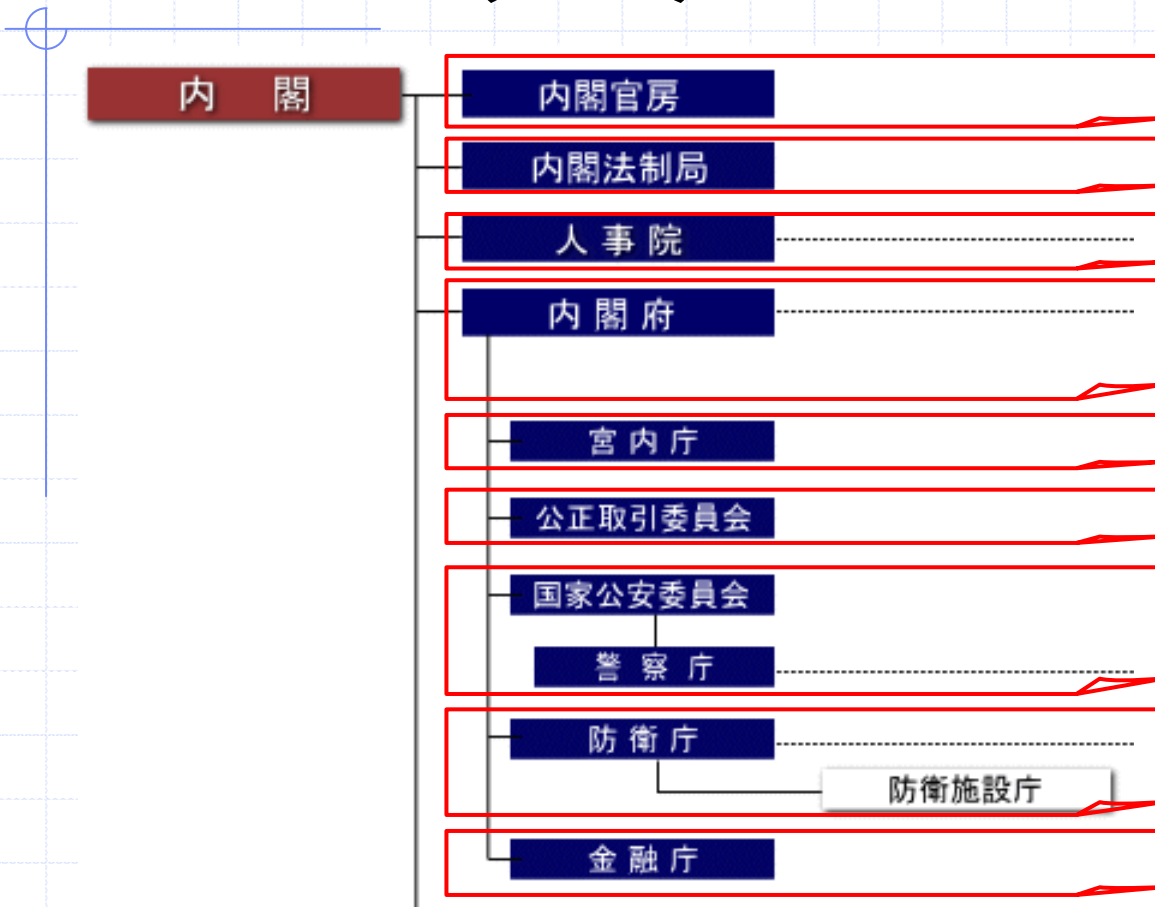 内閣
内閣官房
内閣法制局
人事院
内閣府
宮内庁
公正取引委員会
国家公安委員会
警察庁
防衛庁
防衛施設庁
金融庁